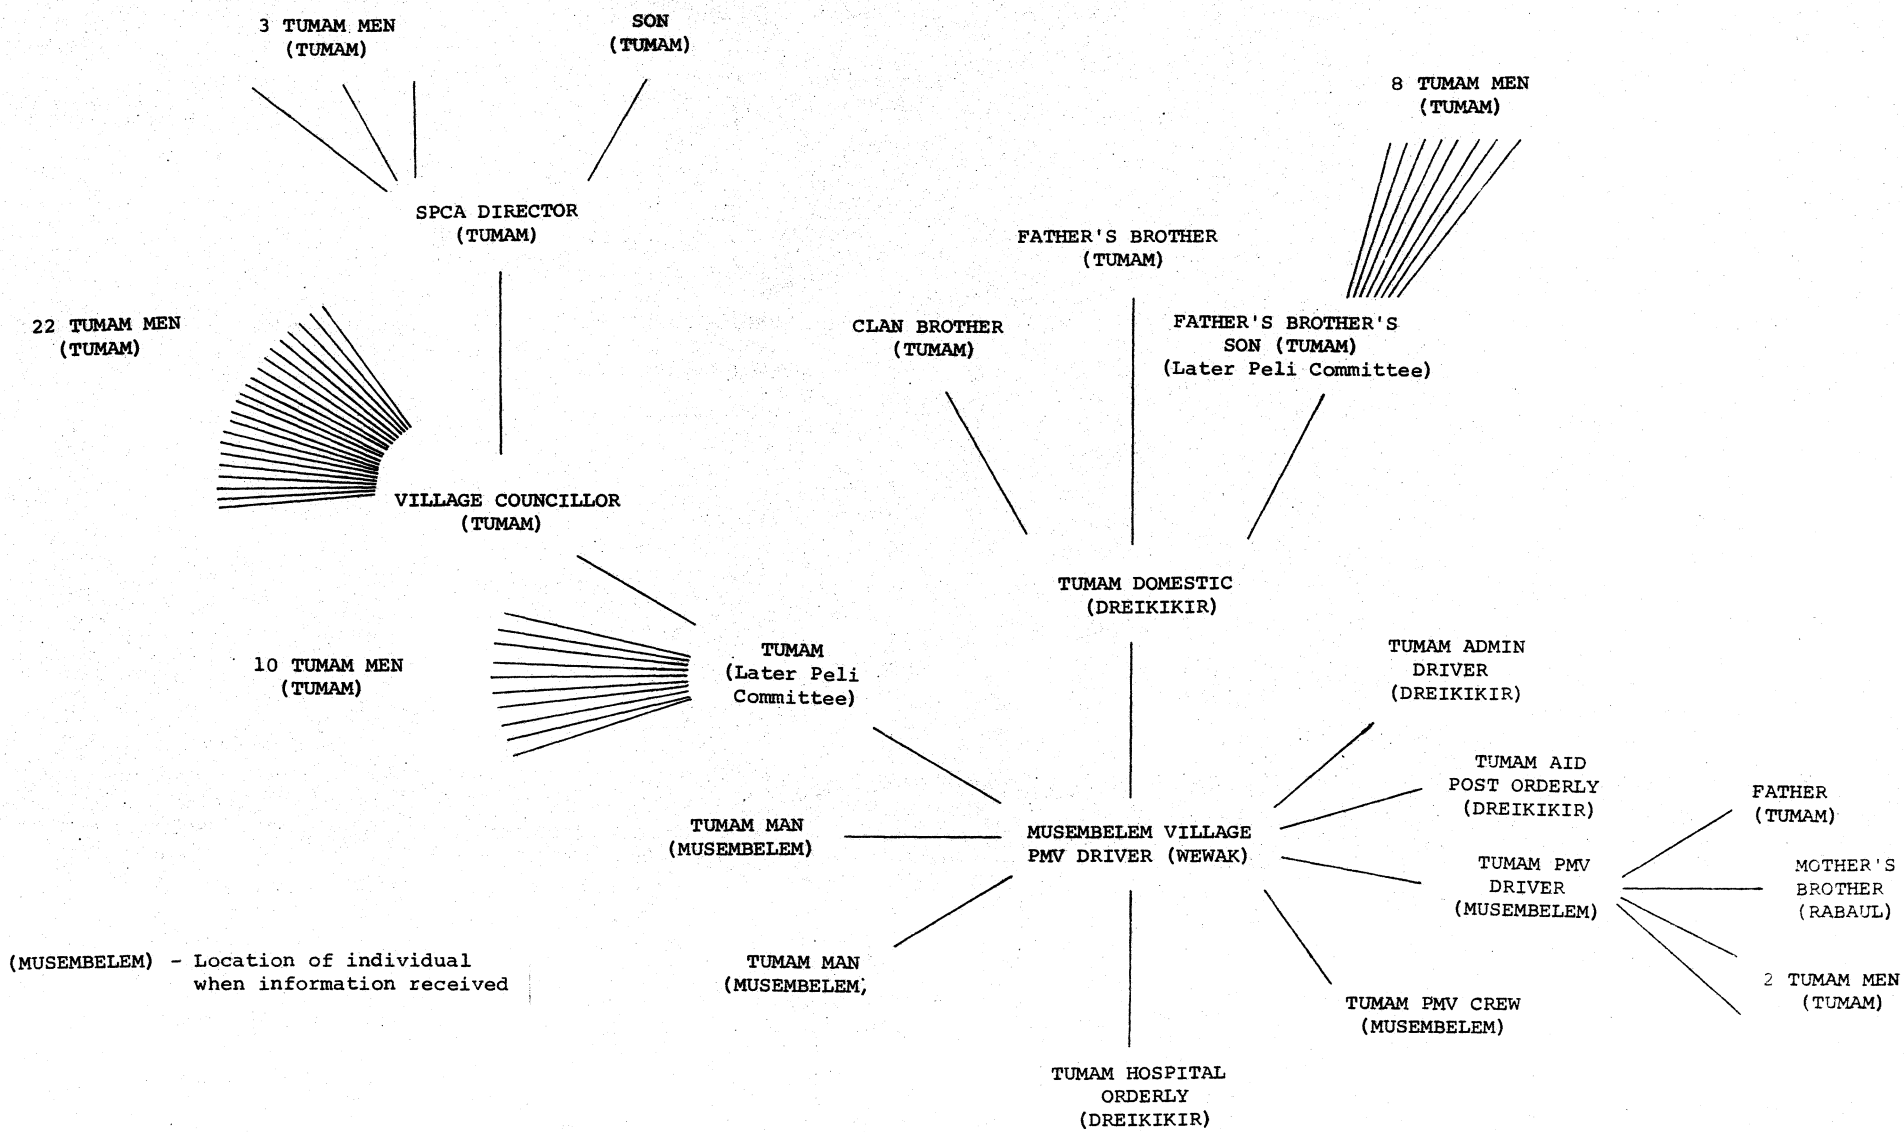 3 TUMAM MEN
(TUMAM)
SON
(TUMAM)
8 TUMAM MEN
(TUMAM)
SPCA DIRECTOR
(TUMAM)
FATHER'S BROTHER
(TUMAM)
22 TUMAM MEN
(TUMAM)
CLAN BROTHER
(TUMAM)
FATHER'S BROTHER'S
SON (TUMAM)
(Later Peli Committee)
VILLAGE COUNCILLOR
(TUMAM)
TUMAM DOMESTIC
(DREIKIKIR)
10 TUMAM MEN
(TUMAM)
TUMAM
(Later Peli
Committee)
TUMAM ADMIN
DRIVER
(DREIKIKIR)
TUMAM AID
POST ORDERLY
(DREIKIKIR)
FATHER
(TUMAM)
TUMAM MAN
(MUSEMBELEM)
MUSEMBELEM VILLAGE
PMV DRIVER (WEWAK)
TUMAM PMV
DRIVER
(MUSEMBELEM)
MOTHER'S
BROTHER
(RABAUL)
(MUSEMBELEM) - Location of individual
when information received
TUMAM MAN
(MUSEMBELEM)
TUMAM PMV CREW
(MUSEMBELEM)
2 TUMAM MEN
(TUMAM)
TUMAM HOSPITAL
ORDERLY
(DREIKIKIR)